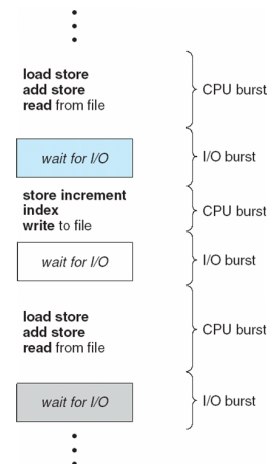 load store
add store
read from file
CPU burst
wait for I/O
I/O burst
store increment
index
write to file
CPU burst
wait for I/O
I/O burst
load store
add store
read from file
CPU burst
wait for I/O
I/O burst